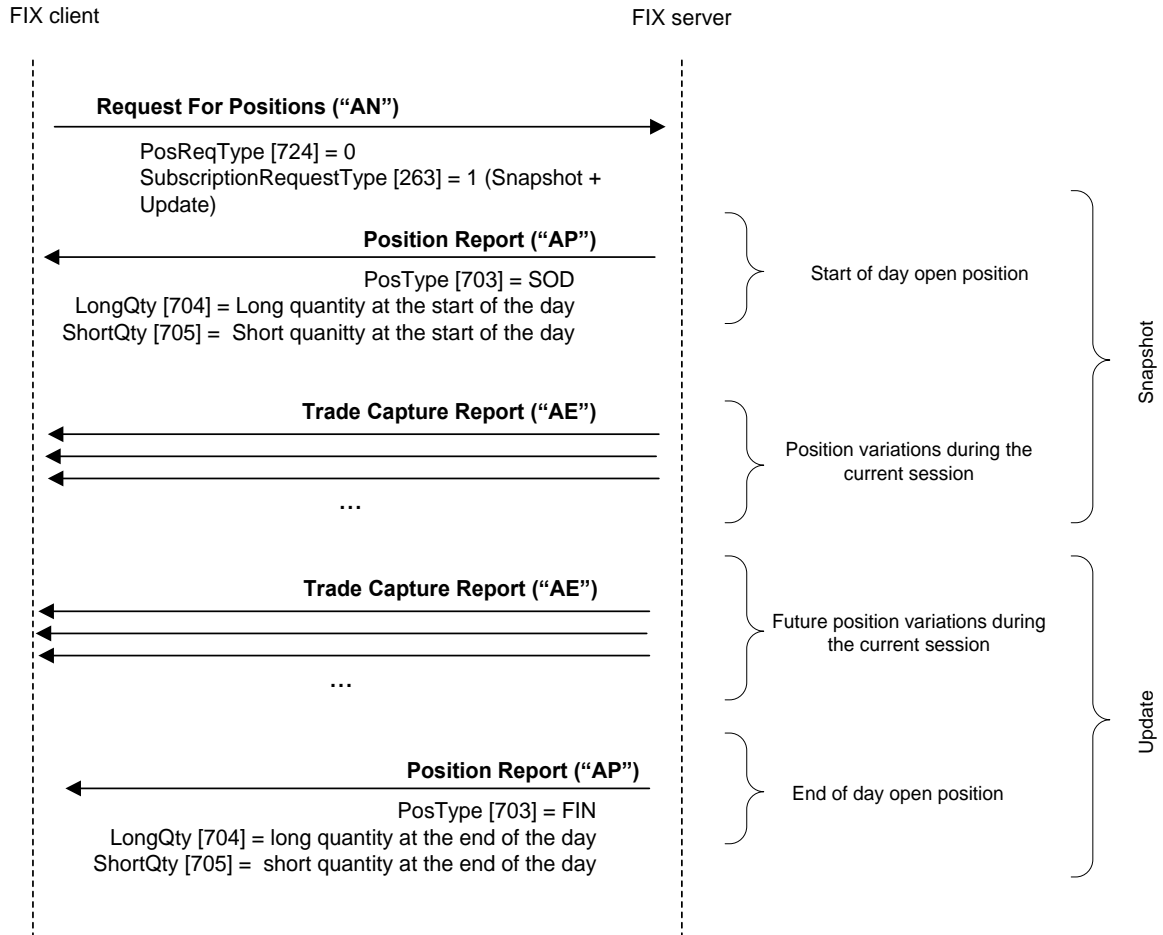 FIX client
FIX server
Request For Positions (“AN”)
PosReqType [724] = 0
SubscriptionRequestType [263] = 1 (Snapshot +
Update)
Position Report (“AP”)
PosType [703] = SOD
LongQty [704] = Long quantity at the start of the day
ShortQty [705] =  Short quanitty at the start of the day
Start of day open position
Snapshot
Trade Capture Report (“AE”)
...
Position variations during the
current session
Trade Capture Report (“AE”)
...
Future position variations during
the current session
Update
Position Report (“AP”)
PosType [703] = FIN
LongQty [704] = long quantity at the end of the day
ShortQty [705] =  short quantity at the end of the day
End of day open position